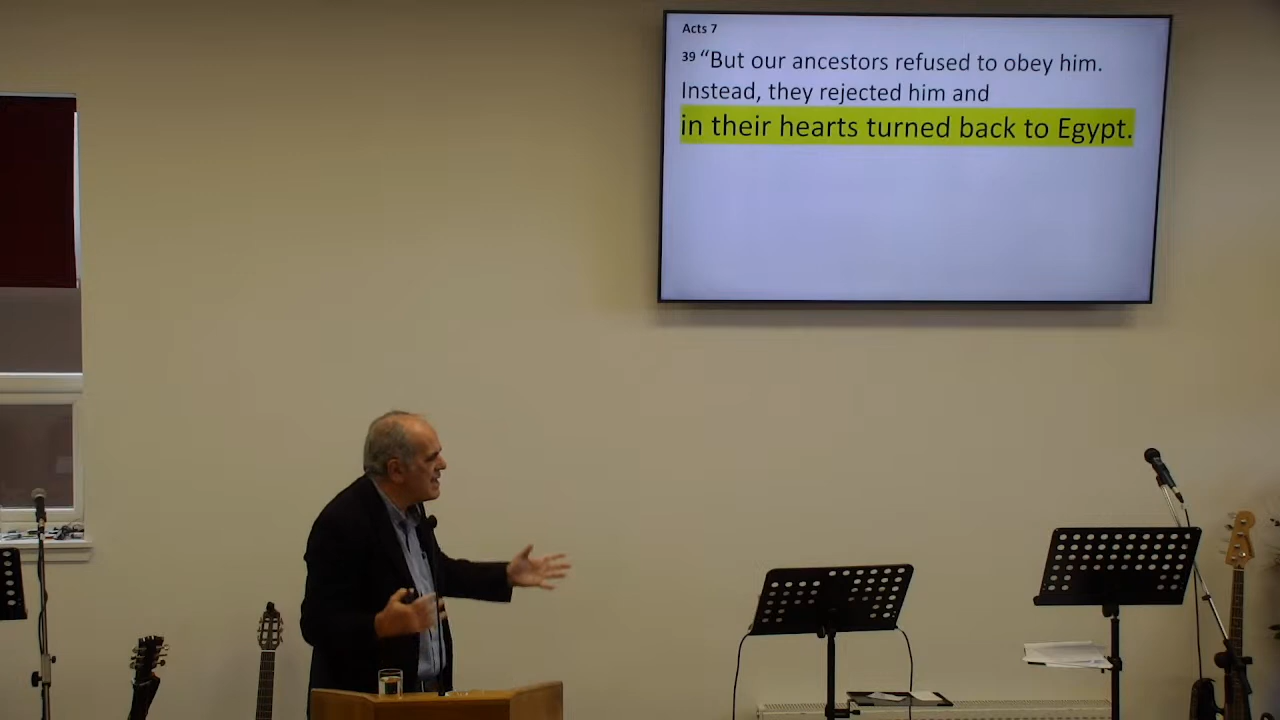 Acts 7
39 “But our ancestors refused to obey him.
Instead, they rejected him and
in their hearts turned back to Egypt.